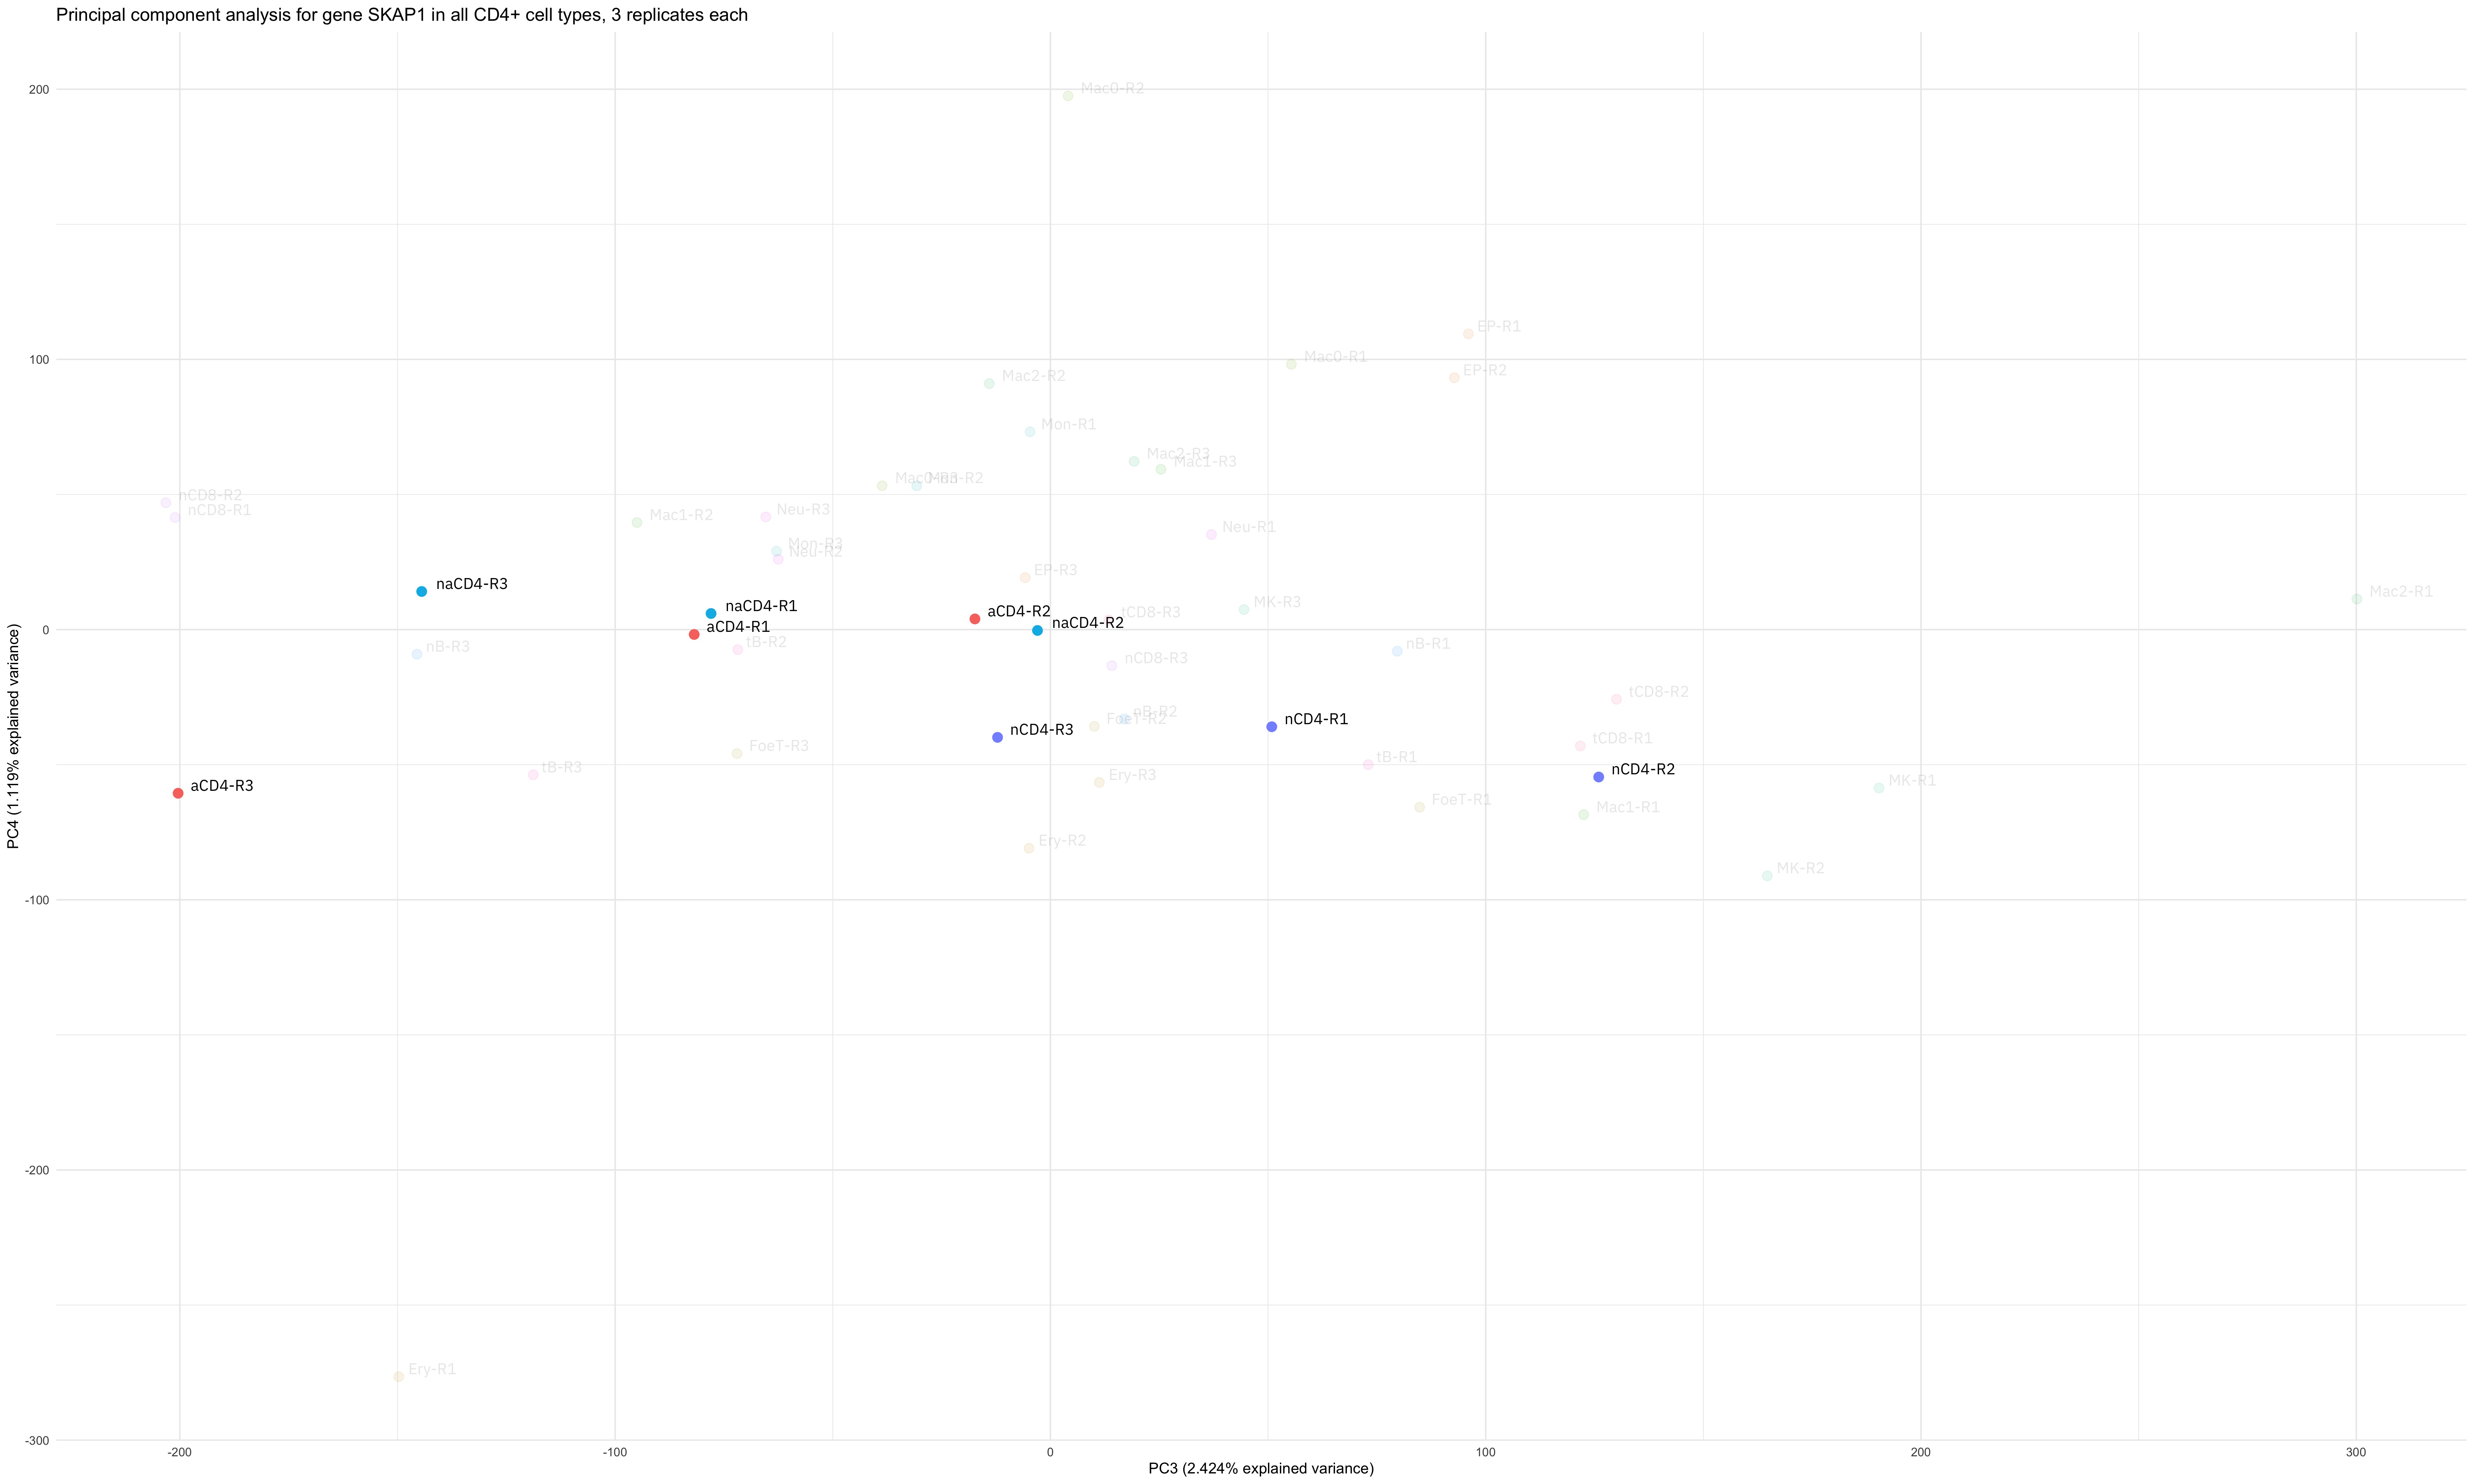 Principal component analysis for gene SKAP1 in all CD4+ cell types, 3 replicates each
200
Mac0-R2
EP-R1
100
Mac0-R1
EP-R2
Mac2-R2
Mon-R1
Mac2-R3
Mac1-R3
Mac0-R3
Mon-R2
nCD8-R2
nCD8-R1
Mac1-R2
Neu-R3
Neu-R1
Mon-R3
Neu-R2
EP-R3
naCD4-R3
Mac2-R1
naCD4-R1
MK-R3
aCD4-R2
tCD8-R3
0
aCD4-R1
naCD4-R2
tB-R2
nB-R1
nB-R3
nCD8-R3
tCD8-R2
nB-R2
FoeT-R2
nCD4-R1
nCD4-R3
tCD8-R1
FoeT-R3
tB-R1
tB-R3
nCD4-R2
Ery-R3
MK-R1
aCD4-R3
FoeT-R1
Mac1-R1
Ery-R2
MK-R2
-100
-200
Ery-R1
-300
PC4 (1.119% explained variance)
-200
-100
0
100
200
300
PC3 (2.424% explained variance)